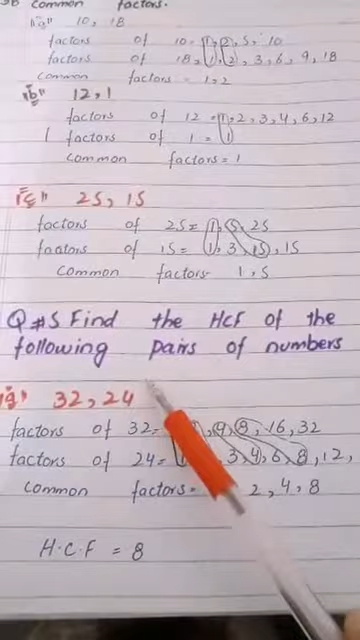 common factors.
"a" 10, 18
factors of 10 = 1, 2, 5, 10
factors of 18, 1, 2, 3, 6, 9, 18
common factors = 1, 2
"b" 12, 1
factors of 12 = 1, 2, 3, 4, 6, 12
factors of 1 = 1
common factors = 1
"c" 25, 15
factors of 25 = 1, 5, 25
factors of 15 = 1, 3, 15, 15
common factors 1, 5
Q#5 Find the HCF of the
following pairs of numbers
32, 24
factors of 32= 4, 8, 16, 32
factors of 24= 3, 4, 6, 8, 12,
common factors= 2, 4, 8
H.C.F = 8